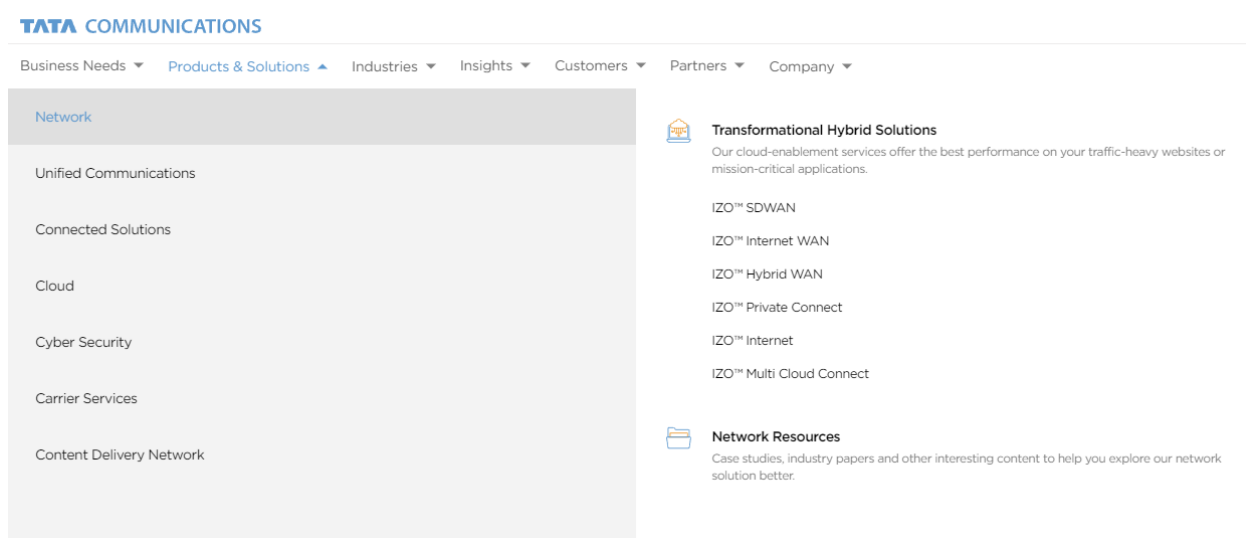 TATA COMMUNICATIONS
Business Needs Products & Solutions Industries Insights Customers Partners Company
Network
Unified Communications
Connected Solutions
Cloud
Cyber Security
Carrier Services
Content Delivery Network
Transformational Hybrid Solutions
Our cloud-enablement services offer the best performance on your traffic-heavy websites or
mission-critical applications.
IZO™ SDWAN
IZO™ Internet WAN
IZO™ Hybrid WAN
IZO™ Private Connect
IZO™ Internet
IZO™ Multi Cloud Connect
Network Resources
Case studies, industry papers and other interesting content to help you explore our network
solution better.